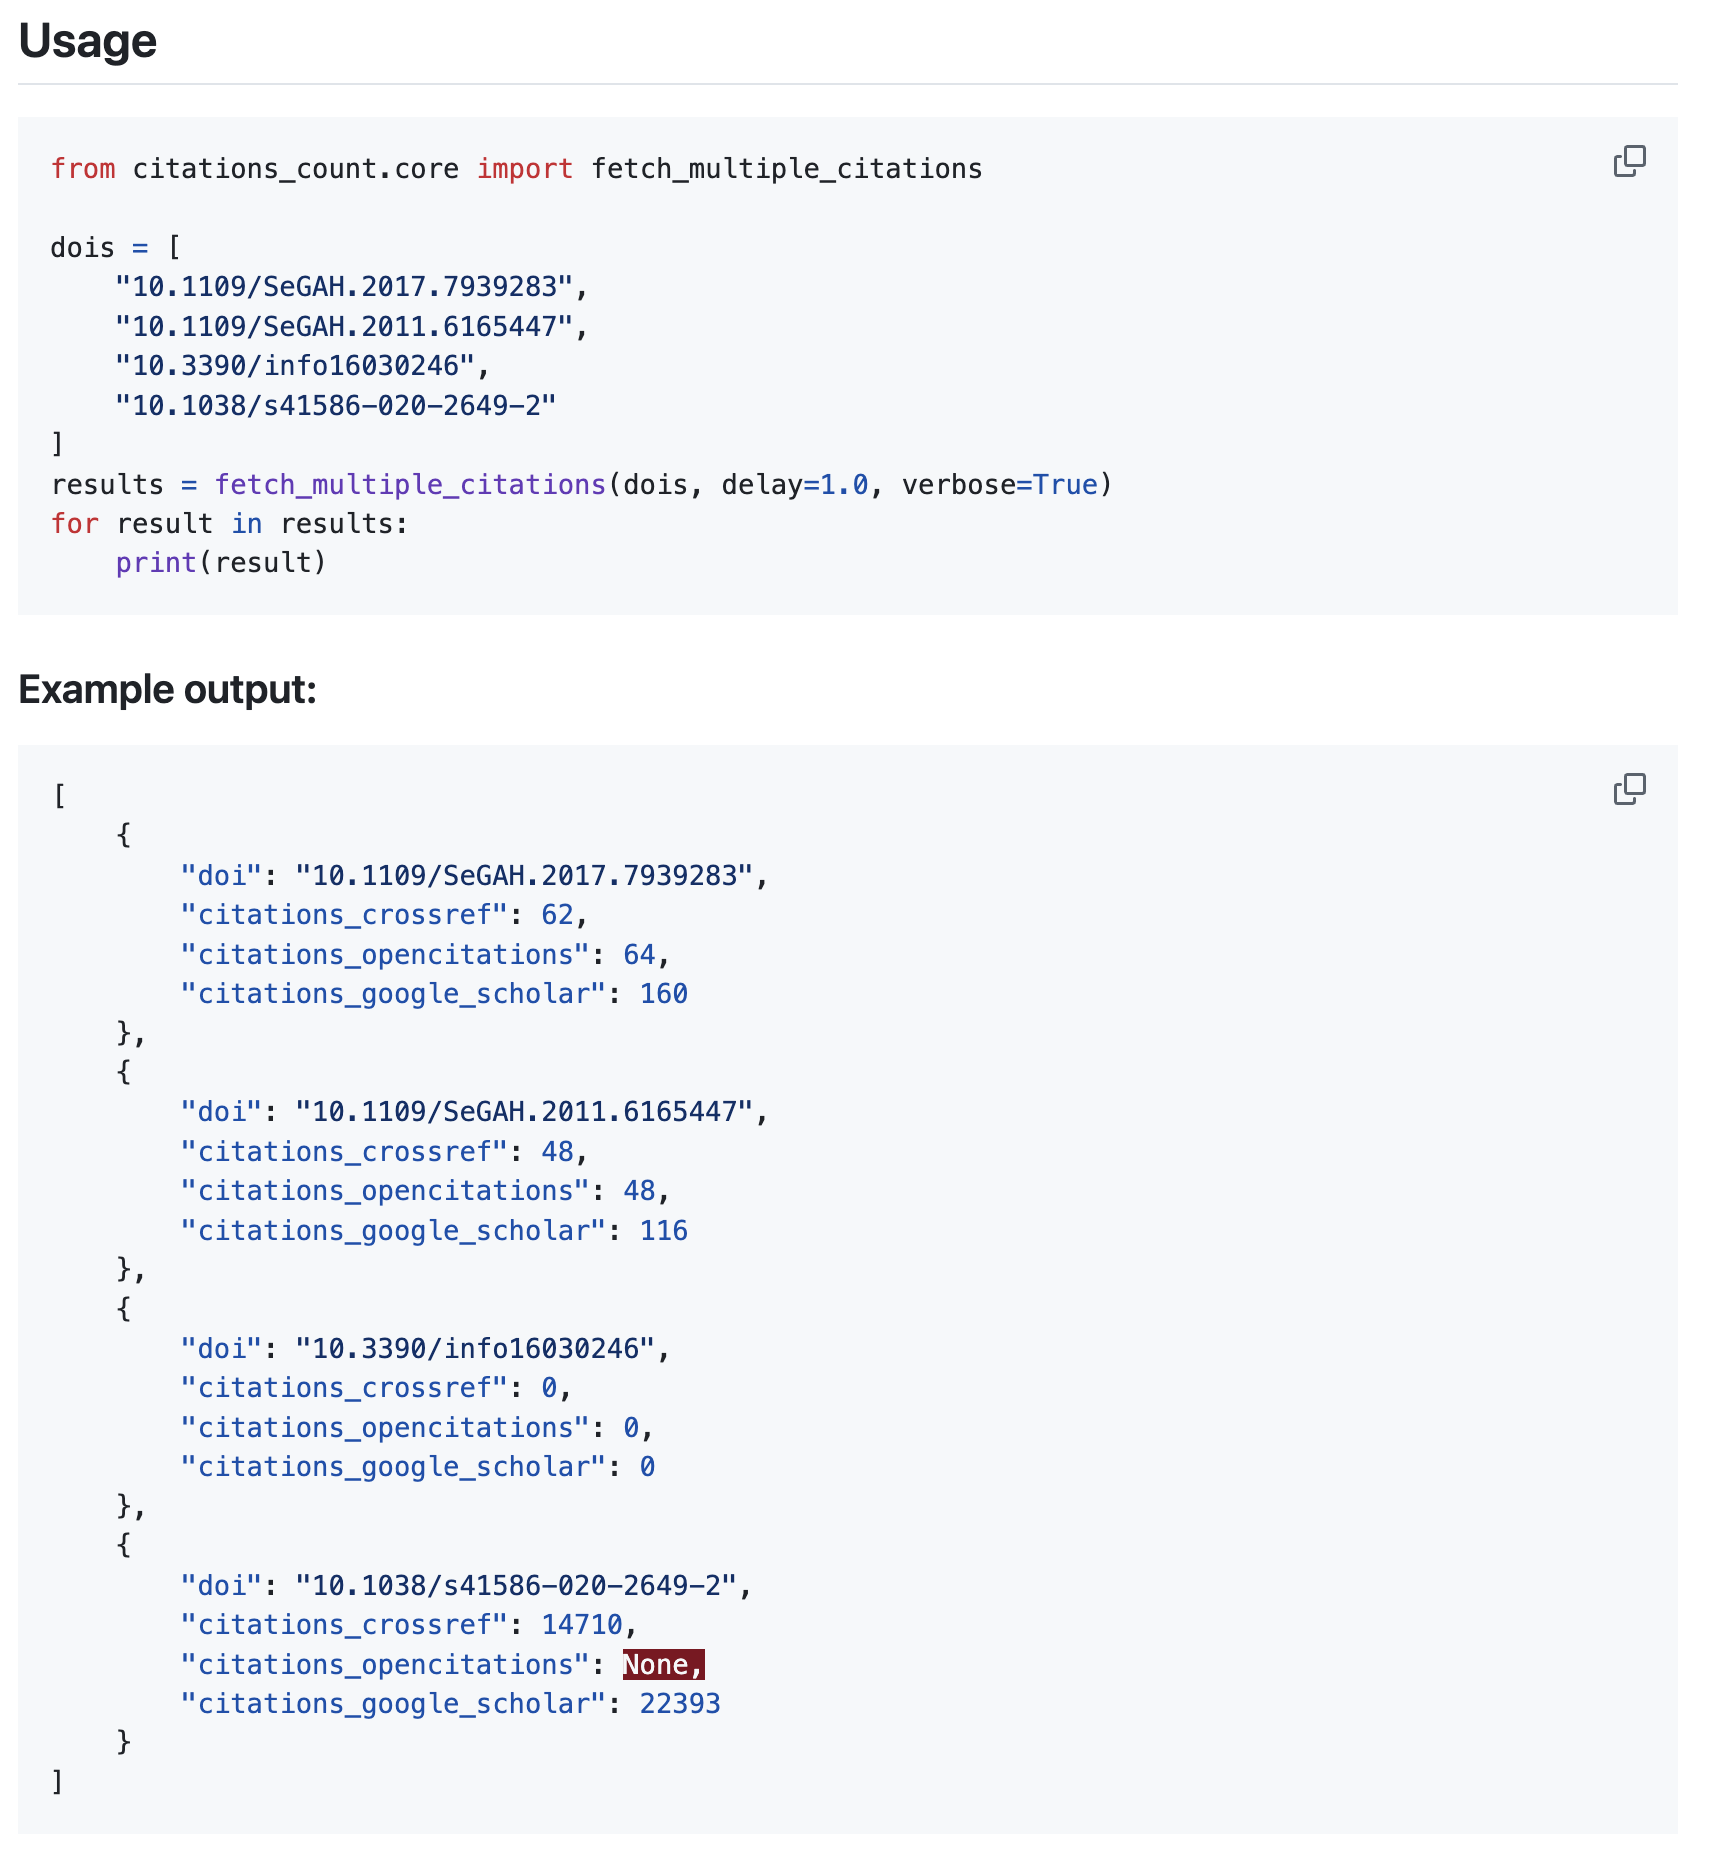 Usage
from citations_count.core import fetch_multiple_citations
dois = [
    "10.1109/SeGAH.2017.7939283",
    "10.1109/SeGAH.2011.6165447",
    "10.3390/info16030246",
    "10.1038/s41586-020-2649-2"
]
results = fetch_multiple_citations(dois, delay=1.0, verbose=True)
for result in results:
    print(result)
Example output:
[
    {
        "doi": "10.1109/SeGAH.2017.7939283",
        "citations_crossref": 62,
        "citations_opencitations": 64,
        "citations_google_scholar": 160
    },
    {
        "doi": "10.1109/SeGAH.2011.6165447",
        "citations_crossref": 48,
        "citations_opencitations": 48,
        "citations_google_scholar": 116
    },
    {
        "doi": "10.3390/info16030246",
        "citations_crossref": 0,
        "citations_opencitations": 0,
        "citations_google_scholar": 0
    },
    {
        "doi": "10.1038/s41586-020-2649-2",
        "citations_crossref": 14710,
        "citations_opencitations": None,
        "citations_google_scholar": 22393
    }
]